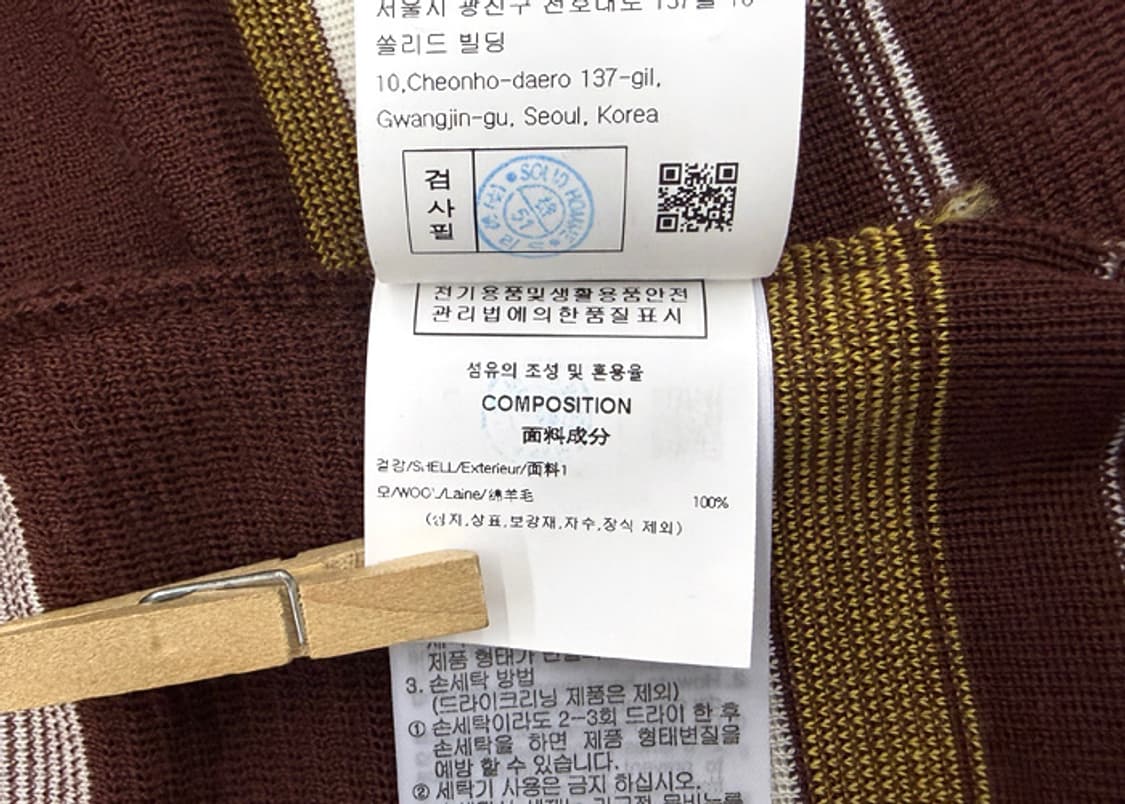 서울시 광진구 천호대로 137길 10
쏠리드 빌딩
10,Cheonho-daero 137-gil,
Gwangjin-gu, Seoul, Korea
검사필
SOLID HOMME
전기용품및생활용품안전
관리법에의한품질표시
섬유의 조성 및 혼용율
COMPOSITION
面料成分
겉감/SHELL/Exterieur/面料1
모/WOOL/Laine/绵羊毛 100%
(심지,상표,보강재,자수,장식 제외)
제품 형태가
3. 손세탁 방법
(드라이크리닝 제품은 제외)
① 손세탁이라도 2-3회 드라이 한 후
손세탁을 하면 제품 형태변질을
예방 할 수 있습니다.
② 세탁기 사용은 금지 하십시오.